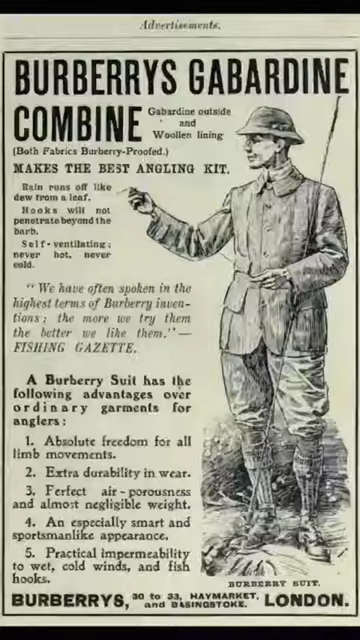 Advertisements.
BURBERRYS GABARDINE
COMBINE
Gabardine outside
and
Woollen lining
(Both Fabrics Burberry-Proofed.)
MAKES THE BEST ANGLING KIT.
Rain runs off like
dew from a leaf.
Hooks will not
penetrate beyond the
barb.
Self-ventilating;
never hot, never
cold.
"We have often spoken in the
highest terms of Burberry inven-
tions; the more we try them
the better we like them."—
FISHING GAZETTE.
A Burberry Suit has the
following advantages over
ordinary garments for
anglers:
1. Absolute freedom for all
limb movements.
2. Extra durability in wear.
3. Perfect air-porousness
and almost negligible weight.
4. An especially smart and
sportsmanlike appearance.
5. Practical impermeability
to wet, cold winds, and fish
hooks.
BURBERRY SUIT.
BURBERRYS, 30 to 33, HAYMARKET, LONDON.
and BASINGSTOKE.